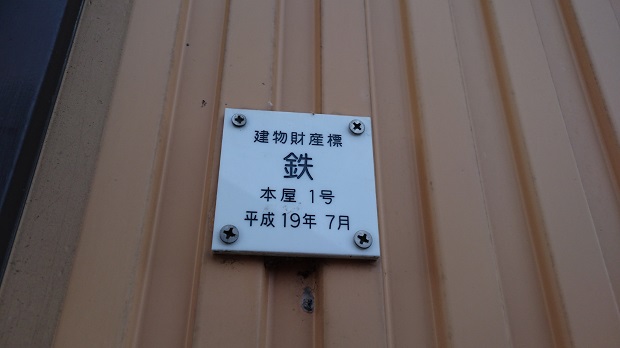 建物財産標
鉄
本屋 1号
平成19年 7月